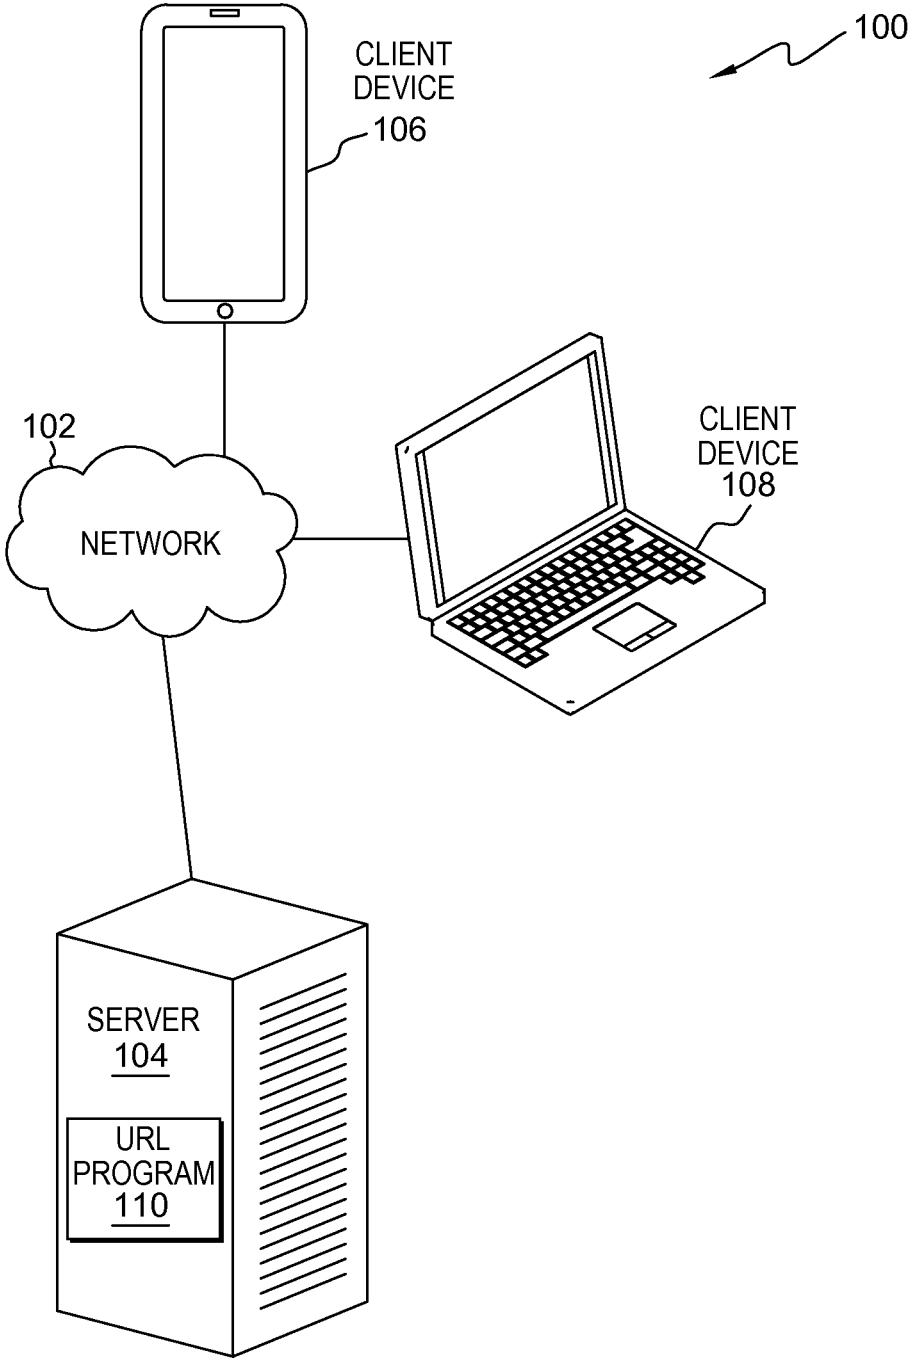 100
CLIENT
DEVICE
106
102
NETWORK
CLIENT
DEVICE
108
SERVER
104
URL
PROGRAM
110